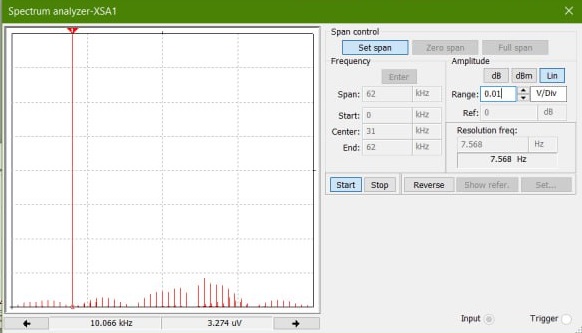 Spectrum analyzer-XSA1
Span control
Set span Zero span Full span
Frequency
Enter
Span: 62 kHz
Start: 0 kHz
Center: 31 kHz
End: 62 kHz
Amplitude
dB dBm Lin
Range: 0.01 V/Div
Ref: 0 dB
Resolution freq:
7.568 Hz
7.568 Hz
Start Stop Reverse Show refer. Set...
10.066 kHz 3.274 uV
Input Trigger